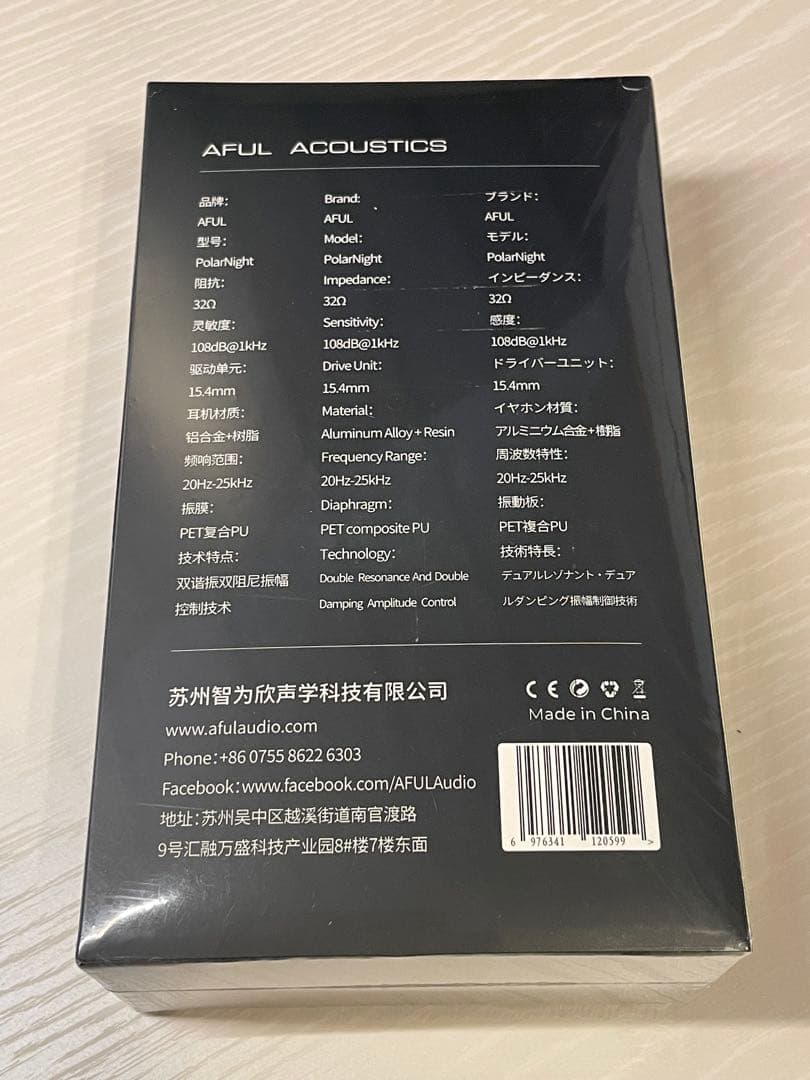 AFUL ACOUSTICS
品牌：
AFUL
型号：
PolarNight
阻抗：
32Ω
灵敏度：
108dB@1kHz
驱动单元：
15.4mm
耳机材质：
铝合金+树脂
频响范围：
20Hz-25kHz
振膜：
PET复合PU
技术特点：
双谐振双阻尼振幅
控制技术
Brand:
AFUL
Model：
PolarNight
Impedance：
32Ω
Sensitivity：
108dB@1kHz
Drive Unit：
15.4mm
Material：
Aluminum Alloy + Resin
Frequency Range：
20Hz-25kHz
Diaphragm：
PET composite PU
Technology：
Double Resonance And Double
Damping Amplitude Control
ブランド：
AFUL
モデル：
PolarNight
インピーダンス：
32Ω
感度：
108dB@1kHz
ドライバーユニット：
15.4mm
イヤホン材質：
アルミニウム合金+樹脂
周波数特性：
20Hz-25kHz
振動板：
PET複合PU
技術特長：
デュアルレゾナント・デュア
ルダンピング振幅制御技術
苏州智为欣声学科技有限公司
www.afulaudio.com
Phone：+86 0755 8622 6303
Facebook：www.facebook.com/AFULAudio
地址：苏州吴中区越溪街道南官渡路
9号汇融万盛科技产业园8#楼7楼东面
CE
Made in China
6 976341 120599 >